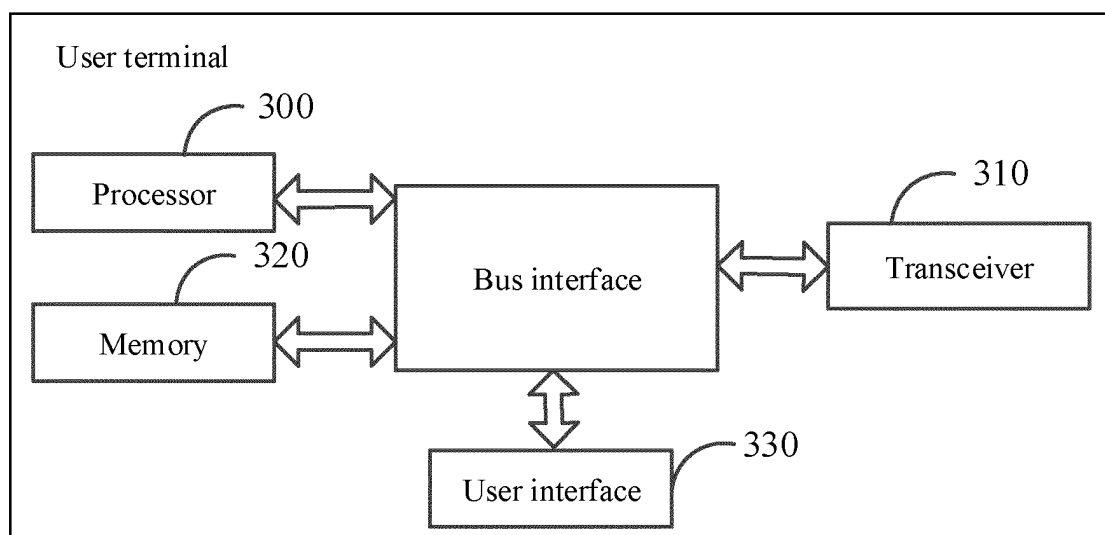 User terminal
300
Processor
310
320
Bus interface
Transceiver
Memory
330
User interface